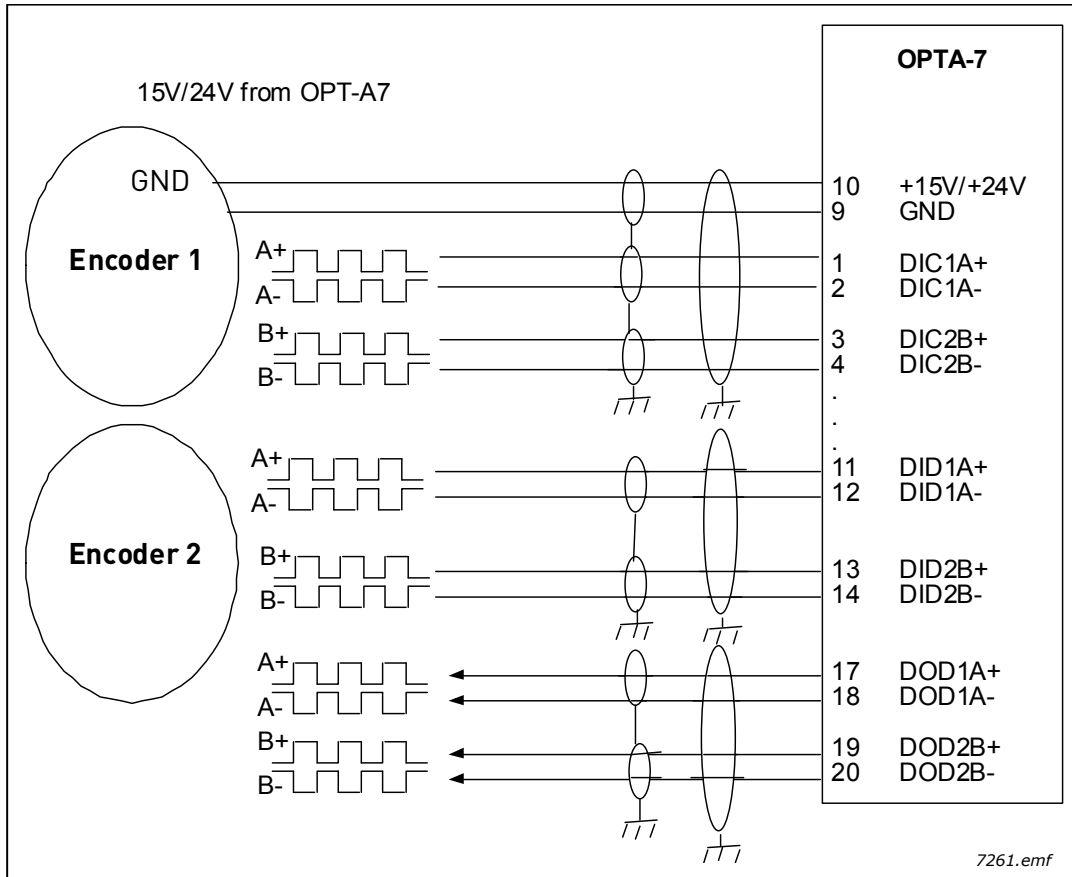 OPTA-7
15V/24V from OPT-A7
GND
10 +15V/+24V
9 GND
Encoder 1
A+
1 DIC1A+
A-
2 DIC1A-
B+
3 DIC2B+
B-
4 DIC2B-
.
.
.
A+
11 DID1A+
A-
12 DID1A-
Encoder 2
B+
13 DID2B+
B-
14 DID2B-
A+
17 DOD1A+
A-
18 DOD1A-
B+
19 DOD2B+
B-
20 DOD2B-
7261.emf